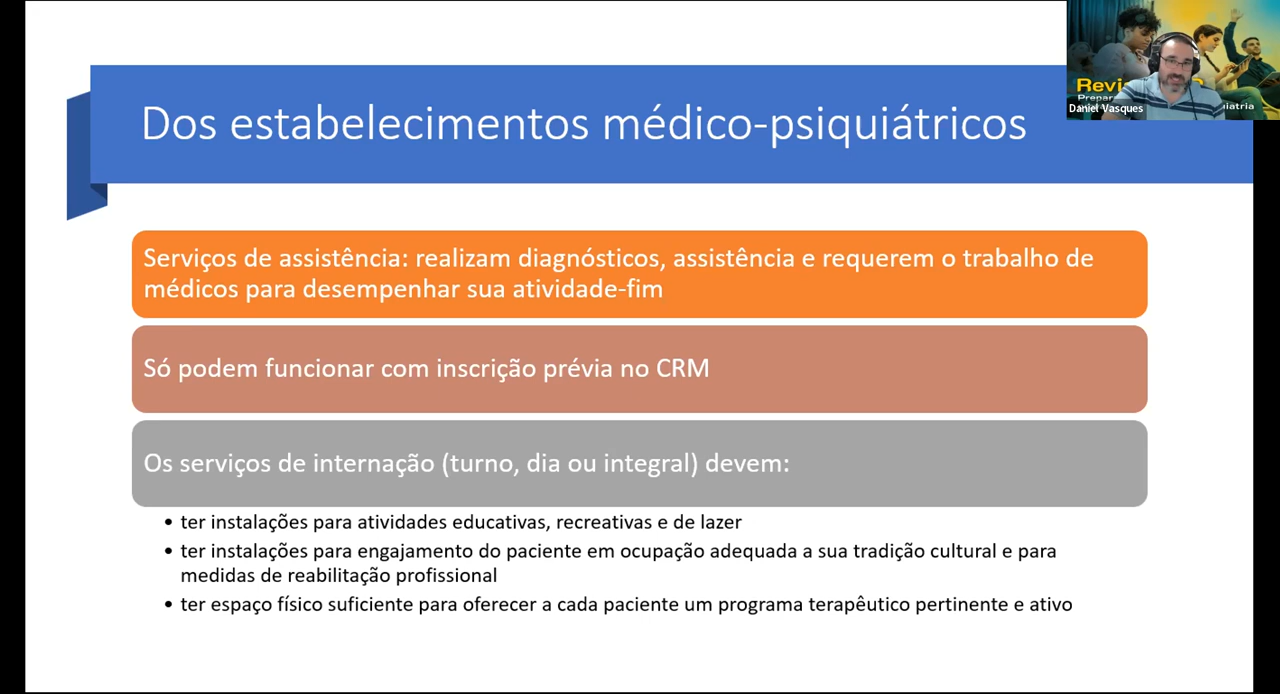 Dos estabelecimentos médico-psiquiátricos
Revi
Prepar
iatria
Daniel Vasques
Serviços de assistência: realizam diagnósticos, assistência e requerem o trabalho de
médicos para desempenhar sua atividade-fim
Só podem funcionar com inscrição prévia no CRM
Os serviços de internação (turno, dia ou integral) devem:
• ter instalações para atividades educativas, recreativas e de lazer
• ter instalações para engajamento do paciente em ocupação adequada a sua tradição cultural e para
medidas de reabilitação profissional
• ter espaço físico suficiente para oferecer a cada paciente um programa terapêutico pertinente e ativo